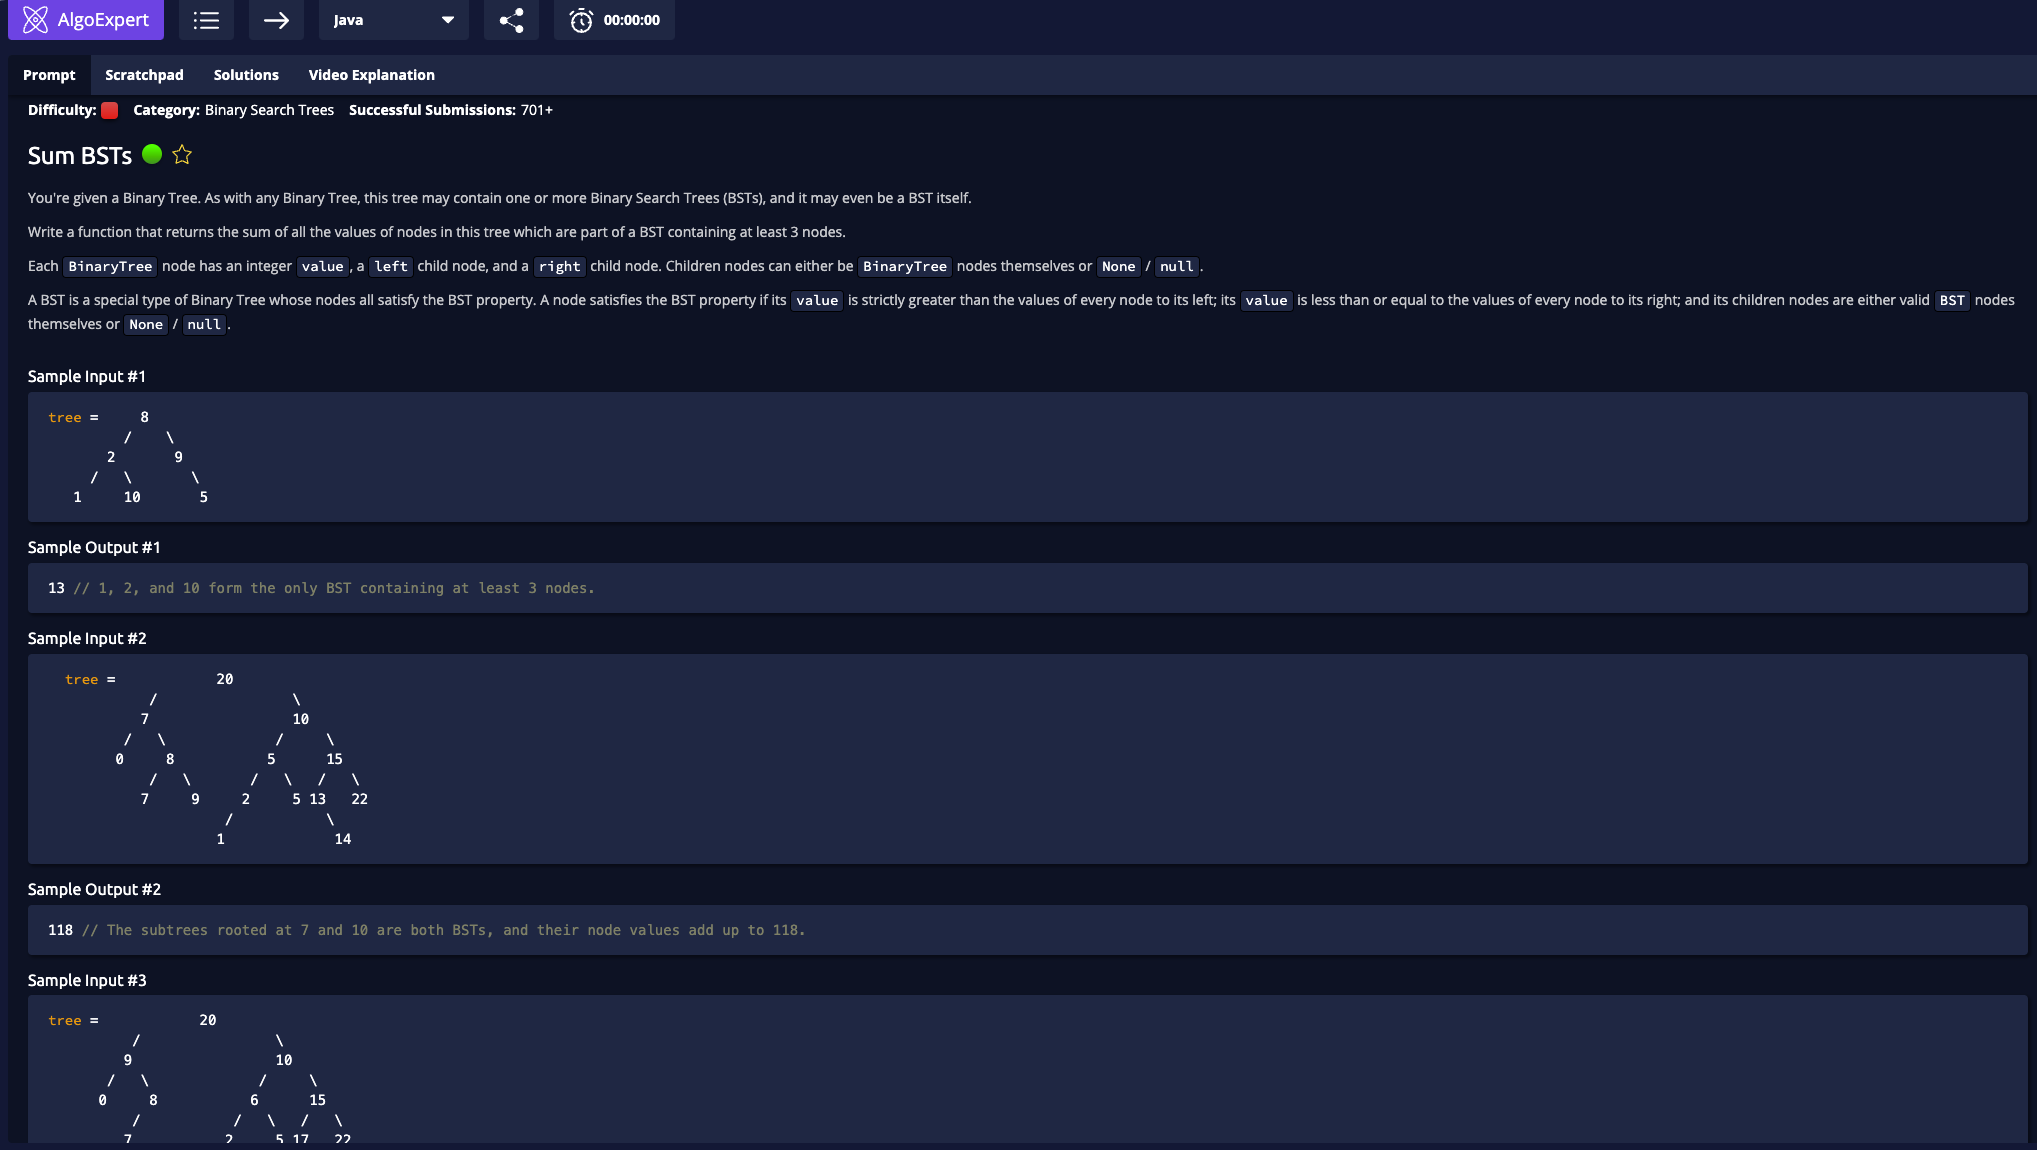 AlgoExpert Java 00:00:00
Prompt Scratchpad Solutions Video Explanation
Difficulty: Category: Binary Search Trees Successful Submissions: 701+
Sum BSTs
You're given a Binary Tree. As with any Binary Tree, this tree may contain one or more Binary Search Trees (BSTs), and it may even be a BST itself.
Write a function that returns the sum of all the values of nodes in this tree which are part of a BST containing at least 3 nodes.
Each BinaryTree node has an integer value, a left child node, and a right child node. Children nodes can either be BinaryTree nodes themselves or None / null.
A BST is a special type of Binary Tree whose nodes all satisfy the BST property. A node satisfies the BST property if its value is strictly greater than the values of every node to its left; its value is less than or equal to the values of every node to its right; and its children nodes are either valid BST nodes
themselves or None / null.
Sample Input #1
tree =     8
/    \
2       9
/   \       \
1     10       5
Sample Output #1
13 // 1, 2, and 10 form the only BST containing at least 3 nodes.
Sample Input #2
tree =            20
/                \
7                 10
/   \             /     \
0     8           5      15
/   \       /   \   /   \
7     9     2     5 13   22
/           \
1             14
Sample Output #2
118 // The subtrees rooted at 7 and 10 are both BSTs, and their node values add up to 118.
Sample Input #3
tree =            20
/                \
9                 10
/   \             /     \
0     8           6      15
/           /   \   /   \
7           2     5 17   22